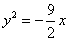 y² = −9/2 x